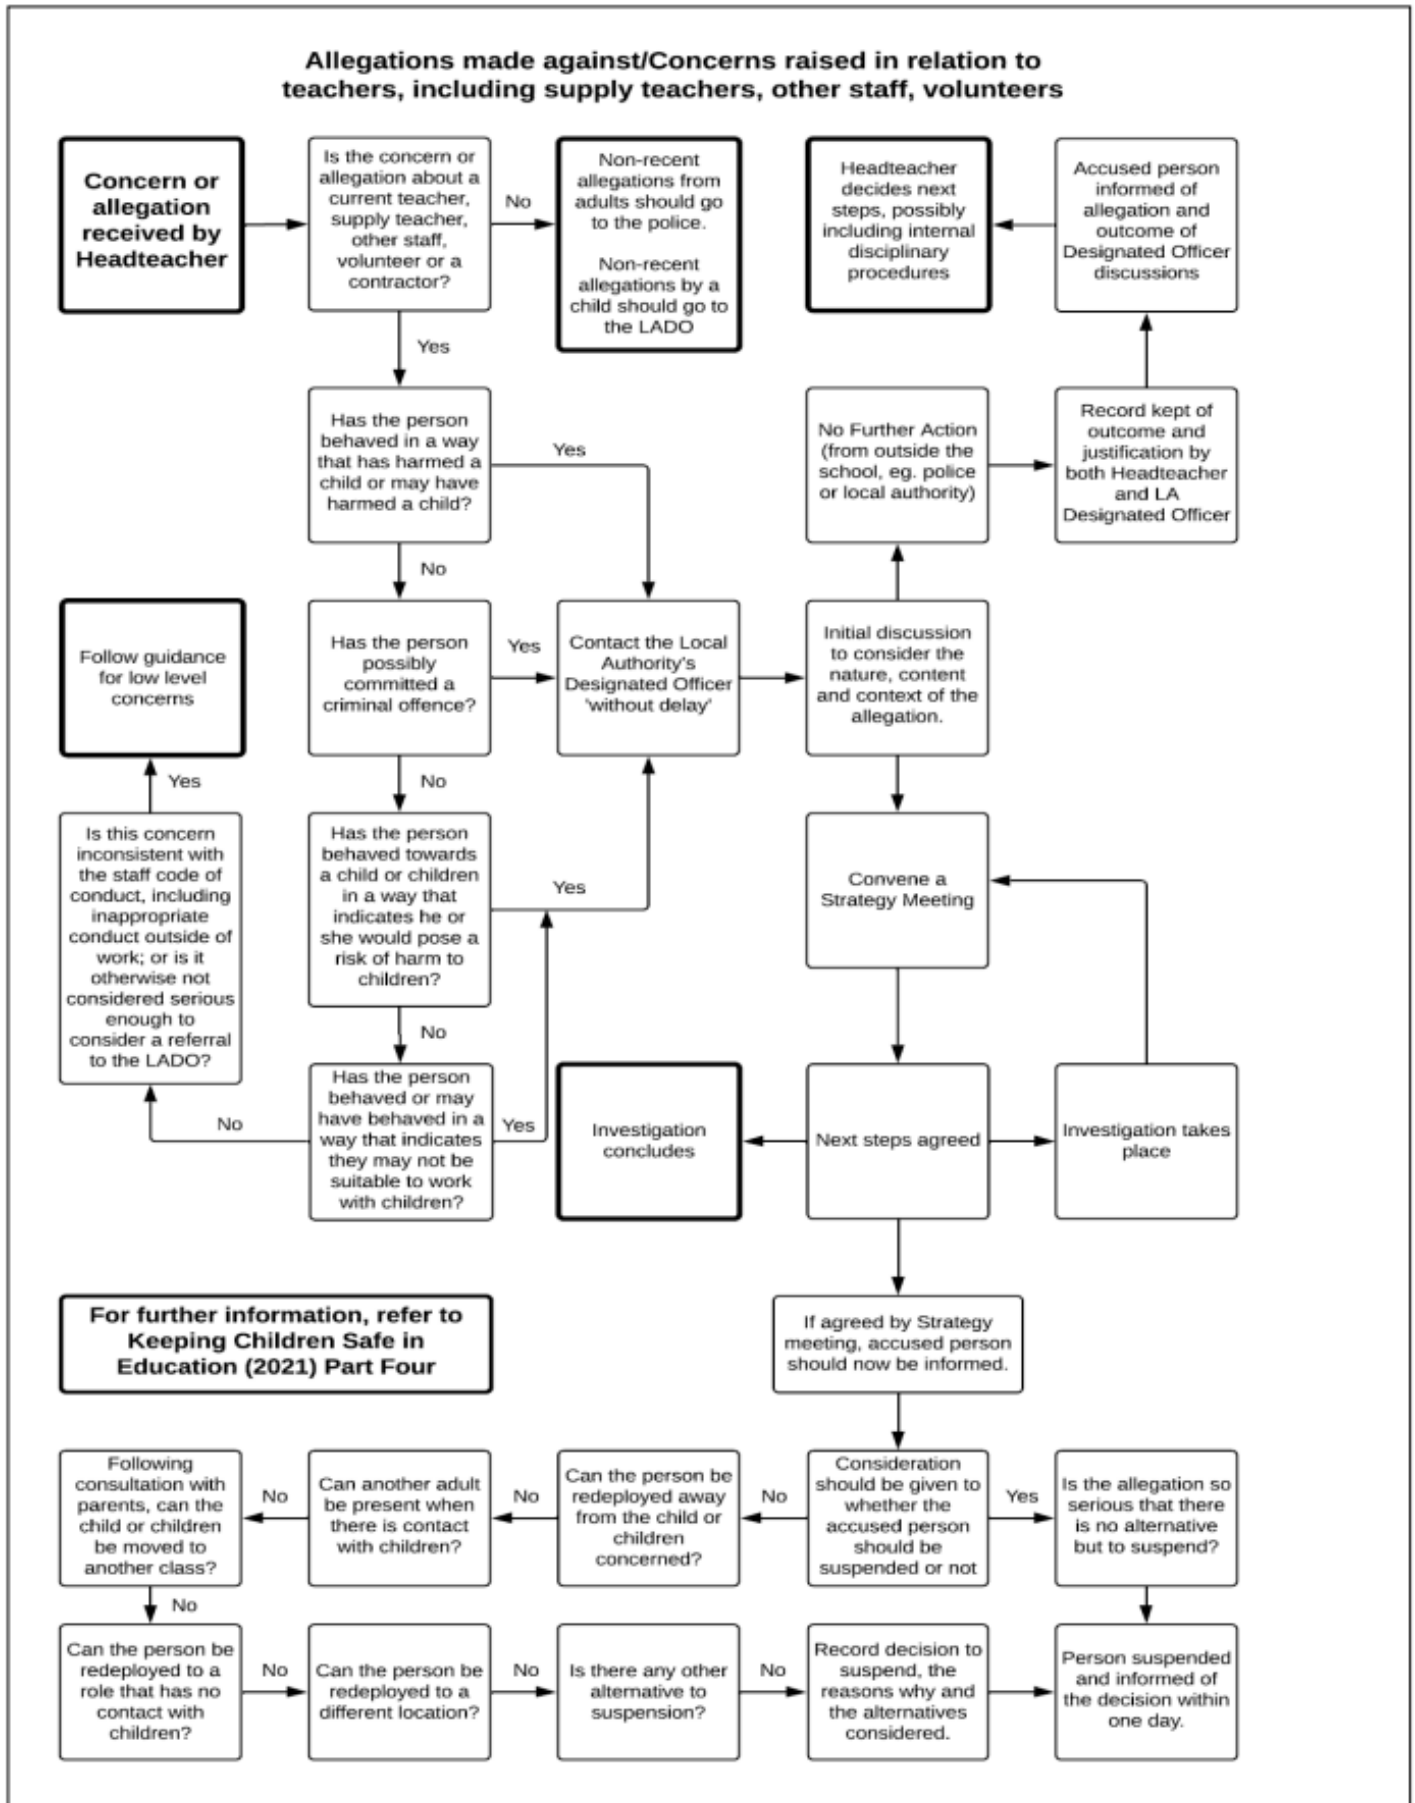 Allegations made against/Concerns raised in relation to
teachers, including supply teachers, other staff, volunteers
Concern or
allegation
received by
Headteacher
Is the concern or
allegation about a
current teacher,
supply teacher,
other staff,
volunteer or a
contractor?
No
Non-recent
allegations from
adults should go
to the police.
Non-recent
allegations by a
child should go to
the LADO
Headteacher
decides next
steps, possibly
including internal
disciplinary
procedures
Accused person
informed of
allegation and
outcome of
Designated Officer
discussions
Yes
Has the person
behaved in a way
that has harmed a
child or may have
harmed a child?
Yes
No Further Action
(from outside the
school, eg. police
or local authority)
Record kept of
outcome and
justification by
both Headteacher
and LA
Designated Officer
No
Follow guidance
for low level
concerns
Has the person
possibly
committed a
criminal offence?
Yes
Contact the Local
Authority's
Designated Officer
'without delay'
Initial discussion
to consider the
nature, content
and context of the
allegation.
Yes
No
Is this concern
inconsistent with
the staff code of
conduct, including
inappropriate
conduct outside of
work; or is it
otherwise not
considered serious
enough to
consider a referral
to the LADO?
Has the person
behaved towards
a child or children
in a way that
indicates he or
she would pose a
risk of harm to
children?
Yes
Convene a
Strategy Meeting
No
No
Has the person
behaved or may
have behaved in a
way that indicates
they may not be
suitable to work
with children?
Yes
Investigation
concludes
Next steps agreed
Investigation takes
place
For further information, refer to
Keeping Children Safe in
Education (2021) Part Four
If agreed by Strategy
meeting, accused person
should now be informed.
Following
consultation with
parents, can the
child or children
be moved to
another class?
No
Can another adult
be present when
there is contact
with children?
No
Can the person be
redeployed away
from the child or
children
concerned?
No
Consideration
should be given to
whether the
accused person
should be
suspended or not
Yes
Is the allegation so
serious that there
is no alternative
but to suspend?
No
Can the person be
redeployed to a
role that has no
contact with
children?
No
Can the person be
redeployed to a
different location?
No
Is there any other
alternative to
suspension?
No
Record decision to
suspend, the
reasons why and
the alternatives
considered.
Person suspended
and informed of
the decision within
one day.